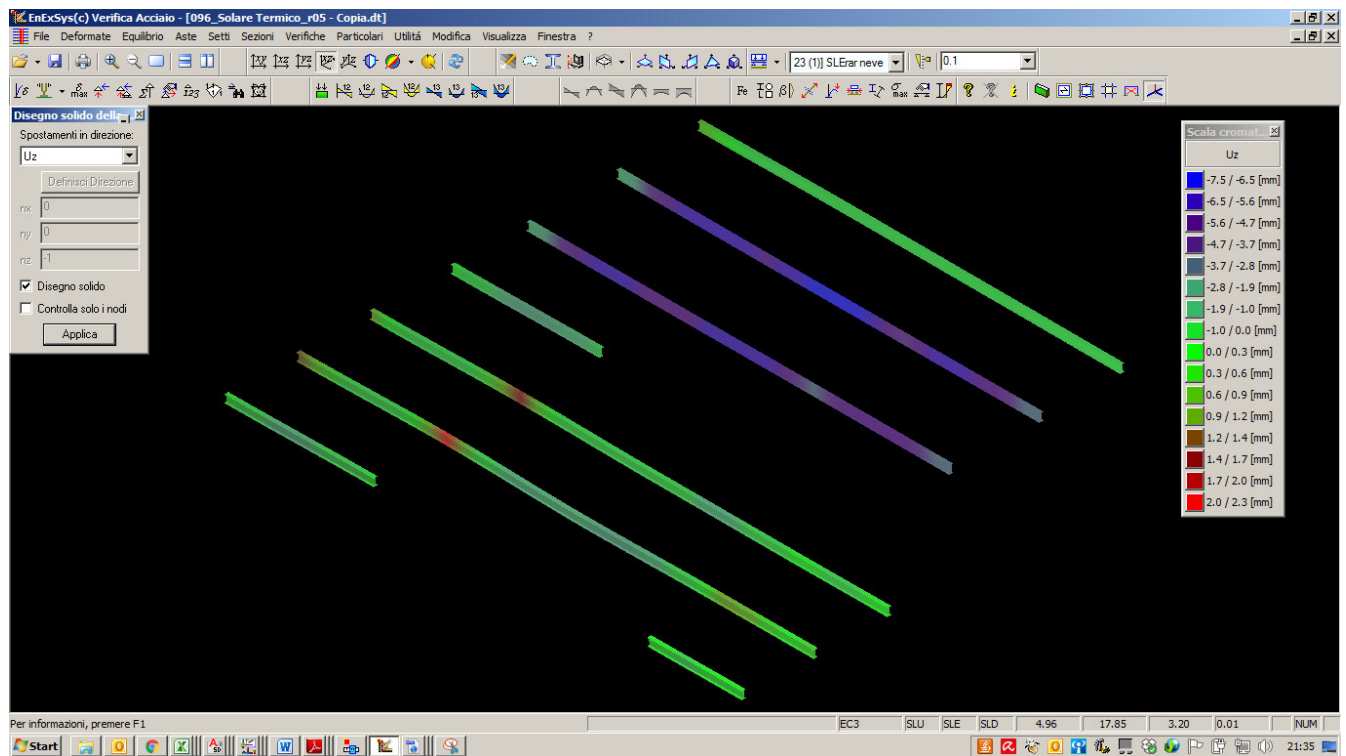 EnExSys(c) Verifica Acciaio - [096_Solare Termico_r05 - Copia.dt]
File Deformate Equilibrio Aste Setti Sezioni Verifiche Particolari Utilitá Modifica Visualizza Finestra ?
23 (1)] SLErar neve
0.1
Disegno solido della
Spostamenti in direzione:
Uz
Definisci Direzione
nx 0
ny 0
nz -1
Disegno solido
Controlla solo i nodi
Applica
Scala cromat...
Uz
-7.5 / -6.5 [mm]
-6.5 / -5.6 [mm]
-5.6 / -4.7 [mm]
-4.7 / -3.7 [mm]
-3.7 / -2.8 [mm]
-2.8 / -1.9 [mm]
-1.9 / -1.0 [mm]
-1.0 / 0.0 [mm]
0.0 / 0.3 [mm]
0.3 / 0.6 [mm]
0.6 / 0.9 [mm]
0.9 / 1.2 [mm]
1.2 / 1.4 [mm]
1.4 / 1.7 [mm]
1.7 / 2.0 [mm]
2.0 / 2.3 [mm]
Per informazioni, premere F1
EC3 SLU SLE SLD 4.96 17.85 3.20 0.01 NUM
Start
21:35